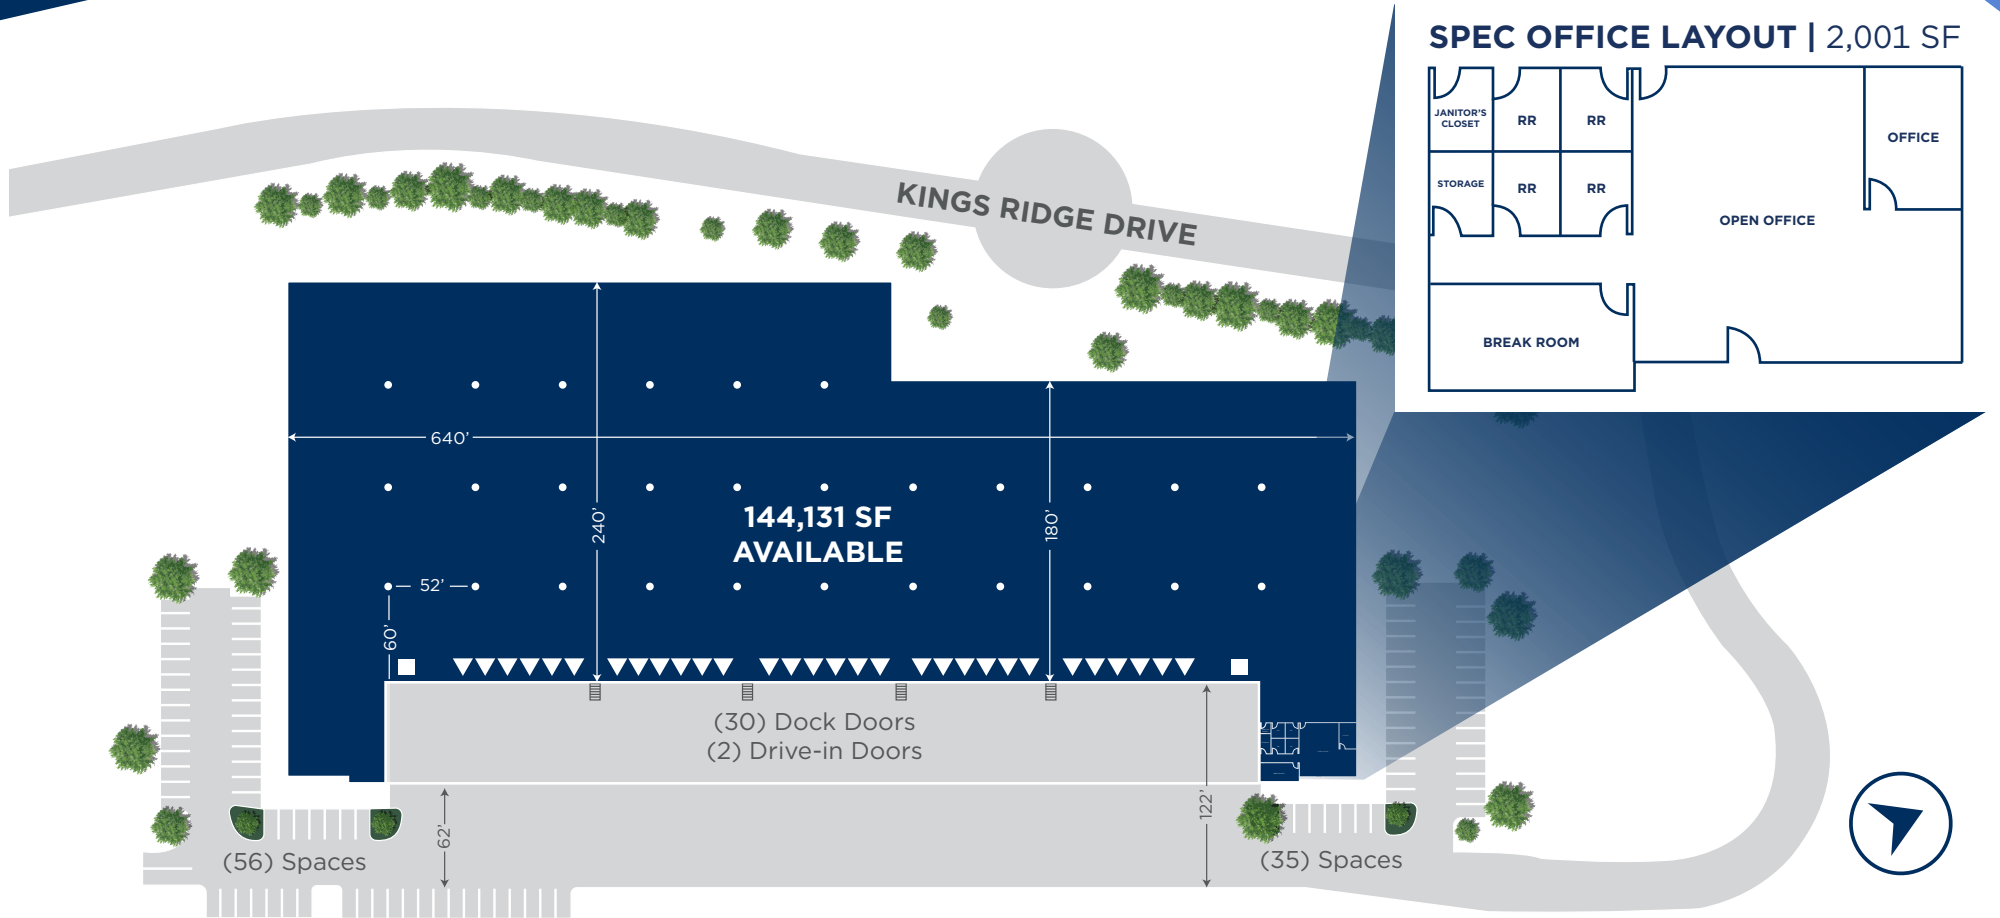 SPEC OFFICE LAYOUT | 2,001 SF
JANITOR'S
CLOSET
RR
RR
OFFICE
STORAGE
RR
RR
OPEN OFFICE
BREAK ROOM
KINGS RIDGE DRIVE
640'
240'
180'
144,131 SF
AVAILABLE
52'
60'
(30) Dock Doors
(2) Drive-in Doors
62'
122'
(56) Spaces
(35) Spaces